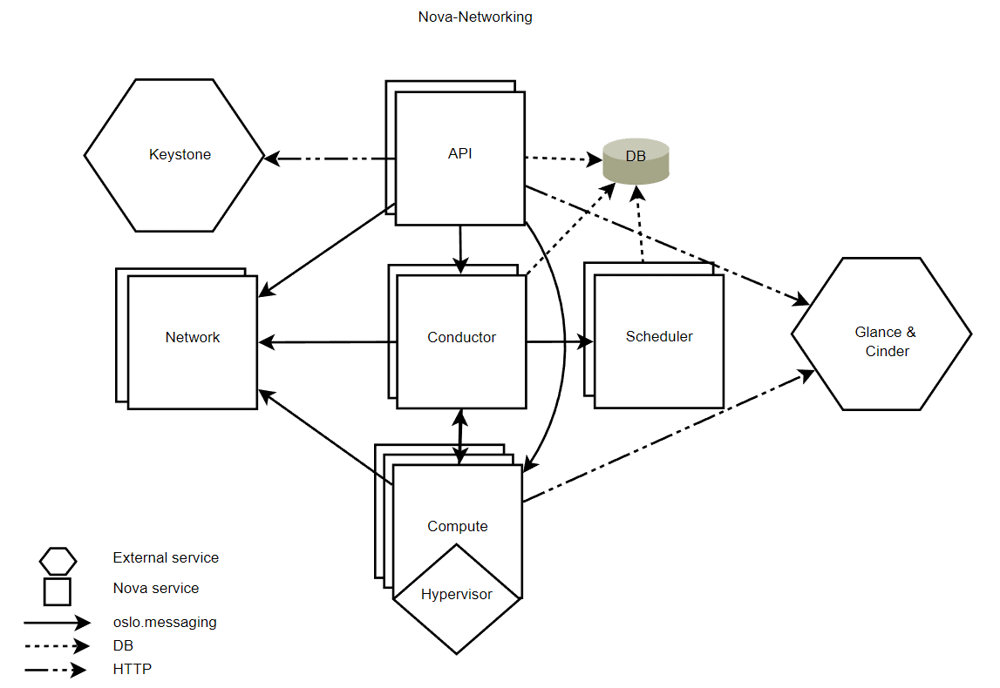 Nova-Networking
Keystone
API
DB
Network
Conductor
Scheduler
Glance &
Cinder
Compute
Hypervisor
External service
Nova service
oslo.messaging
DB
HTTP